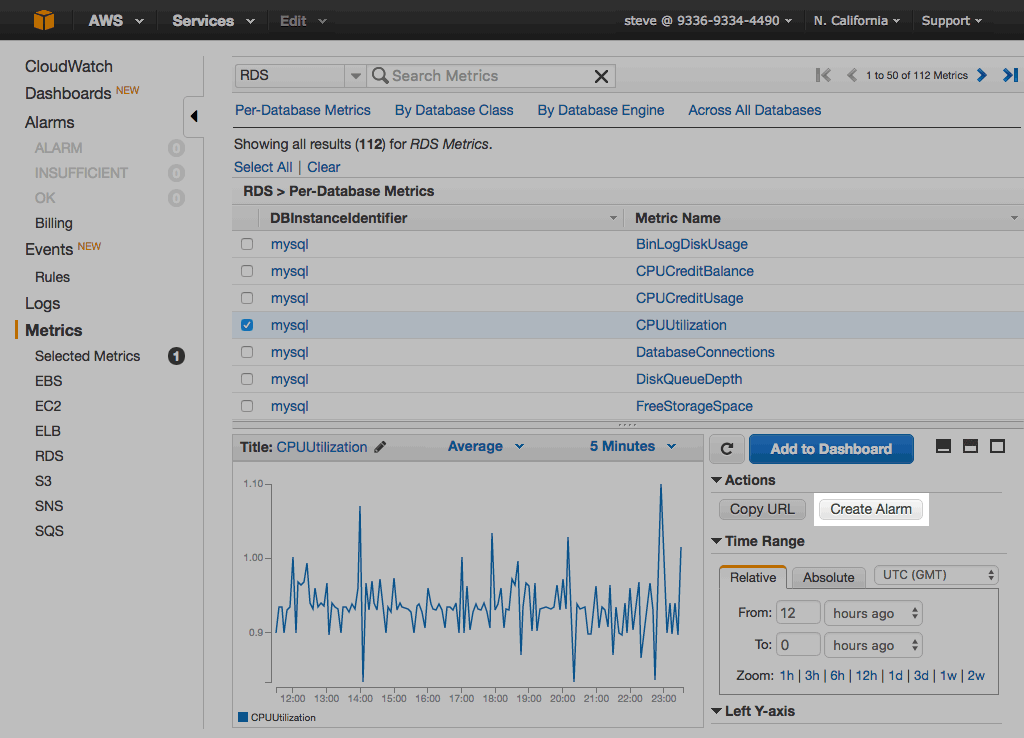 AWS Services Edit steve @ 9336-9334-4490 N. California Support
CloudWatch
Dashboards NEW
Alarms
ALARM 0
INSUFFICIENT 0
OK 0
Billing
Events NEW
Rules
Logs
Metrics
Selected Metrics 1
EBS
EC2
ELB
RDS
S3
SNS
SQS
RDS Search Metrics 1 to 50 of 112 Metrics
Per-Database Metrics By Database Class By Database Engine Across All Databases
Showing all results (112) for RDS Metrics.
Select All | Clear
RDS > Per-Database Metrics
DBInstanceIdentifier Metric Name
mysql BinLogDiskUsage
mysql CPUCreditBalance
mysql CPUCreditUsage
mysql CPUUtilization
mysql DatabaseConnections
mysql DiskQueueDepth
mysql FreeStorageSpace
Title: CPUUtilization Average 5 Minutes
1.10
1.00
0.9
12:00 13:00 14:00 15:00 16:00 17:00 18:00 19:00 20:00 21:00 22:00 23:00
CPUUtilization
Add to Dashboard
Actions
Copy URL Create Alarm
Time Range
Relative Absolute UTC (GMT)
From: 12 hours ago
To: 0 hours ago
Zoom: 1h | 3h | 6h | 12h | 1d | 3d | 1w | 2w
Left Y-axis